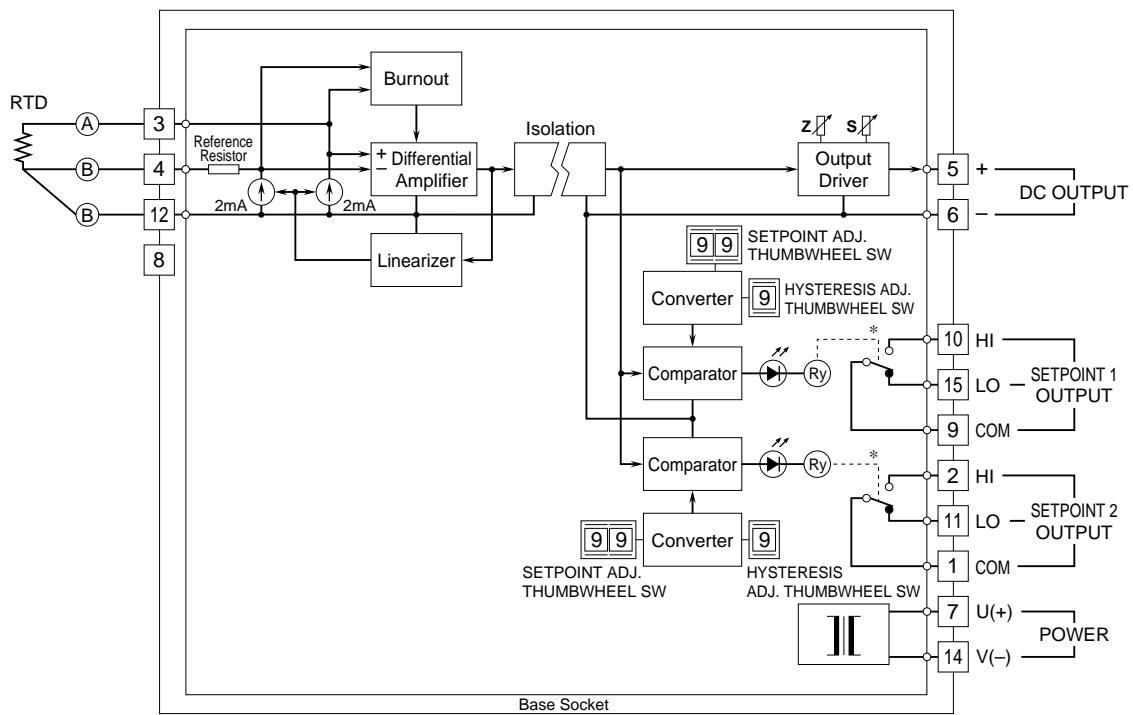 RTD
A
B
B
3
4
12
8
Reference
Resistor
2mA
2mA
Burnout
+
–
Differential
Amplifier
Linearizer
Isolation
Z
S
Output
Driver
5
+
6
–
DC OUTPUT
9 9
SETPOINT ADJ.
THUMBWHEEL SW
Converter
9
HYSTERESIS ADJ.
THUMBWHEEL SW
Comparator
Ry
*
10
HI
15
LO
9
COM
SETPOINT 1
OUTPUT
Comparator
Ry
*
2
HI
11
LO
1
COM
SETPOINT 2
OUTPUT
9 9
Converter
9
SETPOINT ADJ.
THUMBWHEEL SW
HYSTERESIS
ADJ. THUMBWHEEL SW
7
U(+)
14
V(–)
POWER
Base Socket